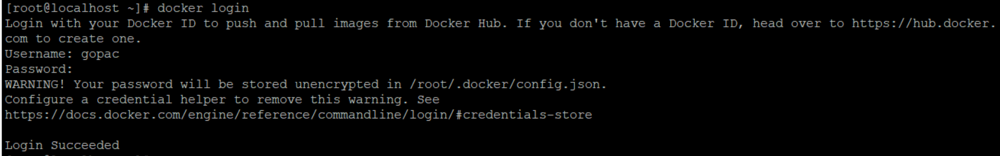 [root@localhost ~]# docker login
Login with your Docker ID to push and pull images from Docker Hub. If you don't have a Docker ID, head over to https://hub.docker.
com to create one.
Username: gopac
Password:
WARNING! Your password will be stored unencrypted in /root/.docker/config.json.
Configure a credential helper to remove this warning. See
https://docs.docker.com/engine/reference/commandline/login/#credentials-store
Login Succeeded